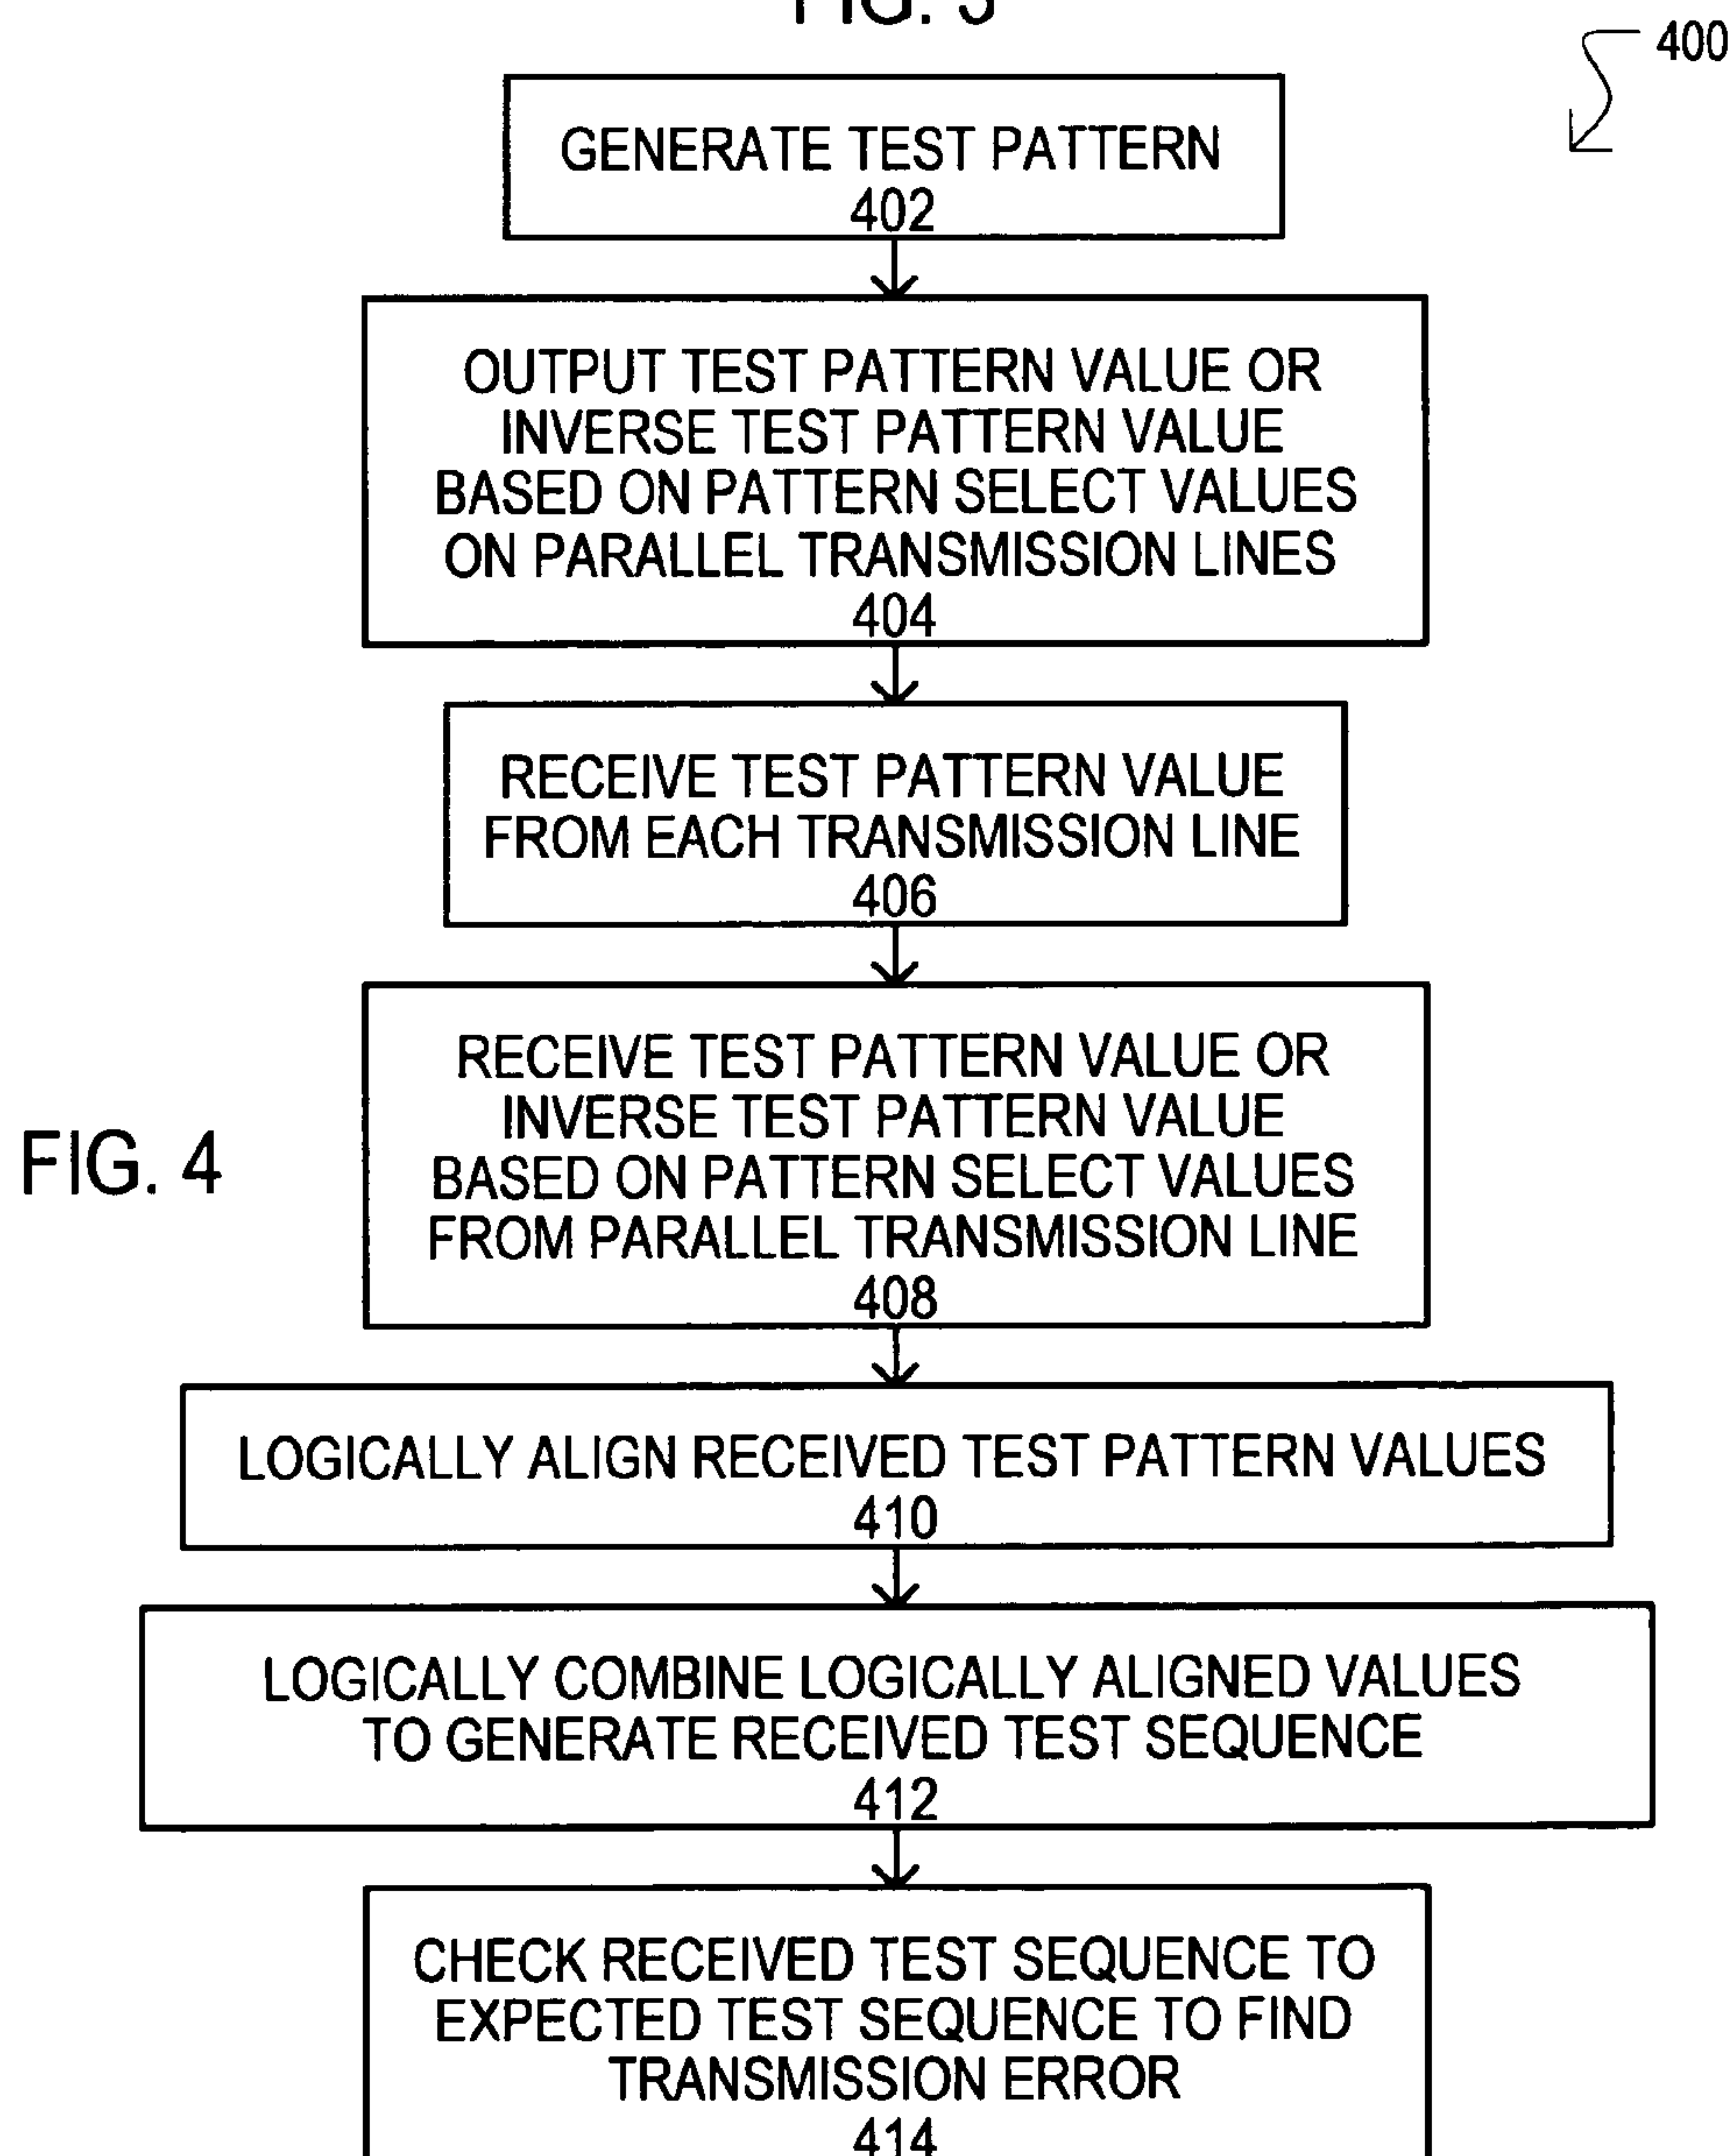 FIG. 3
400
GENERATE TEST PATTERN
402
OUTPUT TEST PATTERN VALUE OR
INVERSE TEST PATTERN VALUE
BASED ON PATTERN SELECT VALUES
ON PARALLEL TRANSMISSION LINES
404
RECEIVE TEST PATTERN VALUE
FROM EACH TRANSMISSION LINE
406
RECEIVE TEST PATTERN VALUE OR
INVERSE TEST PATTERN VALUE
BASED ON PATTERN SELECT VALUES
FROM PARALLEL TRANSMISSION LINE
408
FIG. 4
LOGICALLY ALIGN RECEIVED TEST PATTERN VALUES
410
LOGICALLY COMBINE LOGICALLY ALIGNED VALUES
TO GENERATE RECEIVED TEST SEQUENCE
412
CHECK RECEIVED TEST SEQUENCE TO
EXPECTED TEST SEQUENCE TO FIND
TRANSMISSION ERROR
414